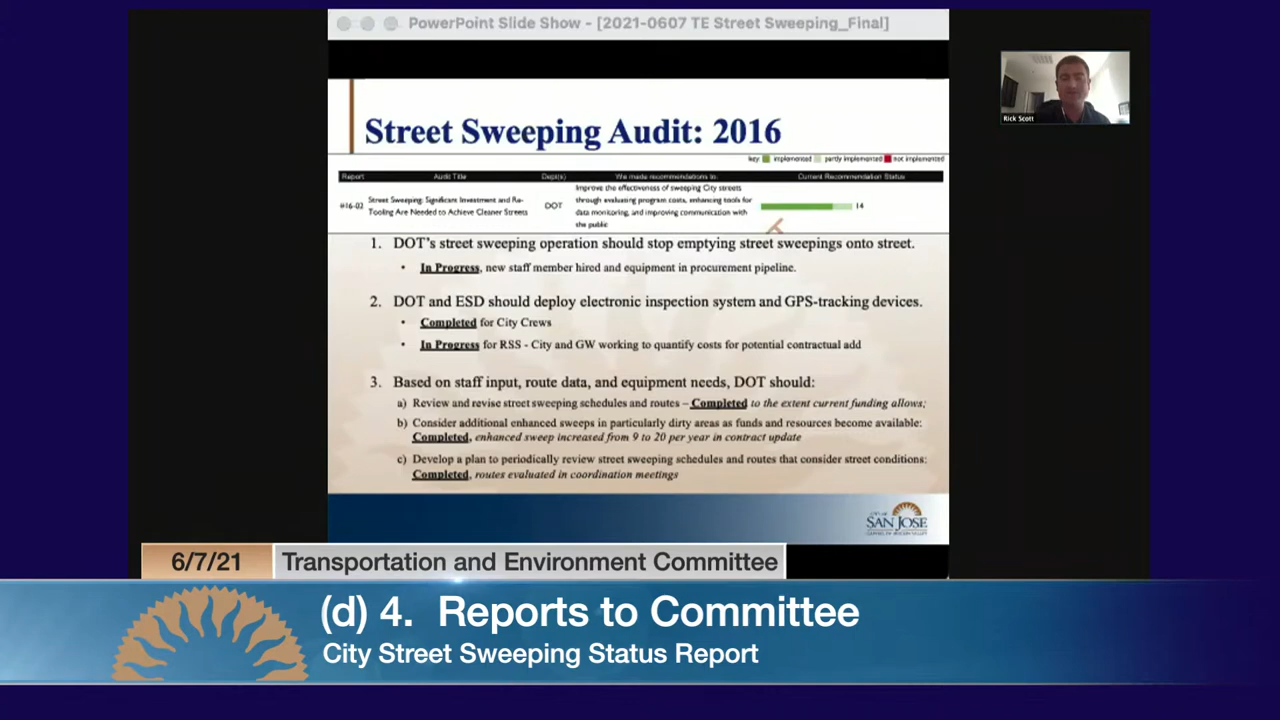 PowerPoint Slide Show - [2021-0607 TE Street Sweeping_Final]
Rick Scott
Street Sweeping Audit: 2016
key: implemented partly implemented not implemented
Report Audit Title Dept(s) We made recommendations to: Current Recommendation Status
#16-02 Street Sweeping: Significant Investment and Re-Tooling Are Needed to Achieve Cleaner Streets DOT Improve the effectiveness of sweeping City streets through evaluating program costs, enhancing tools for data monitoring, and improving communication with the public 14
1. DOT's street sweeping operation should stop emptying street sweepings onto street.
• In Progress, new staff member hired and equipment in procurement pipeline.
2. DOT and ESD should deploy electronic inspection system and GPS-tracking devices.
• Completed for City Crews
• In Progress for RSS - City and GW working to quantify costs for potential contractual add
3. Based on staff input, route data, and equipment needs, DOT should:
a) Review and revise street sweeping schedules and routes – Completed to the extent current funding allows;
b) Consider additional enhanced sweeps in particularly dirty areas as funds and resources become available:
Completed, enhanced sweep increased from 9 to 20 per year in contract update
c) Develop a plan to periodically review street sweeping schedules and routes that consider street conditions:
Completed, routes evaluated in coordination meetings
CITY OF
SAN JOSE
CAPITAL OF SILICON VALLEY
6/7/21 Transportation and Environment Committee
(d) 4. Reports to Committee
City Street Sweeping Status Report